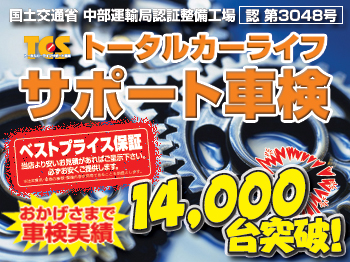 国土交通省 中部運輸局認証整備工場 認 第3048号
TCS
トータルカーライフ
サポート車検
ベストプライス保証
当店より安いお見積があればご提示下さい。
必ずお安くご提供します。
おかげさまで
車検実績
14,000
台突破!